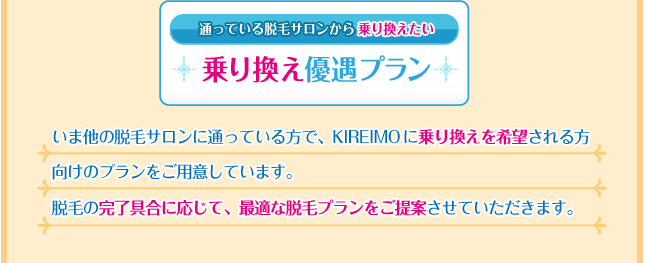 通っている脱毛サロンから 乗り換えたい
乗り換え優遇プラン
いま他の脱毛サロンに通っている方で、KIREIMOに乗り換えを希望される方
向けのプランをご用意しています。
脱毛の完了具合に応じて、最適な脱毛プランをご提案させていただきます。